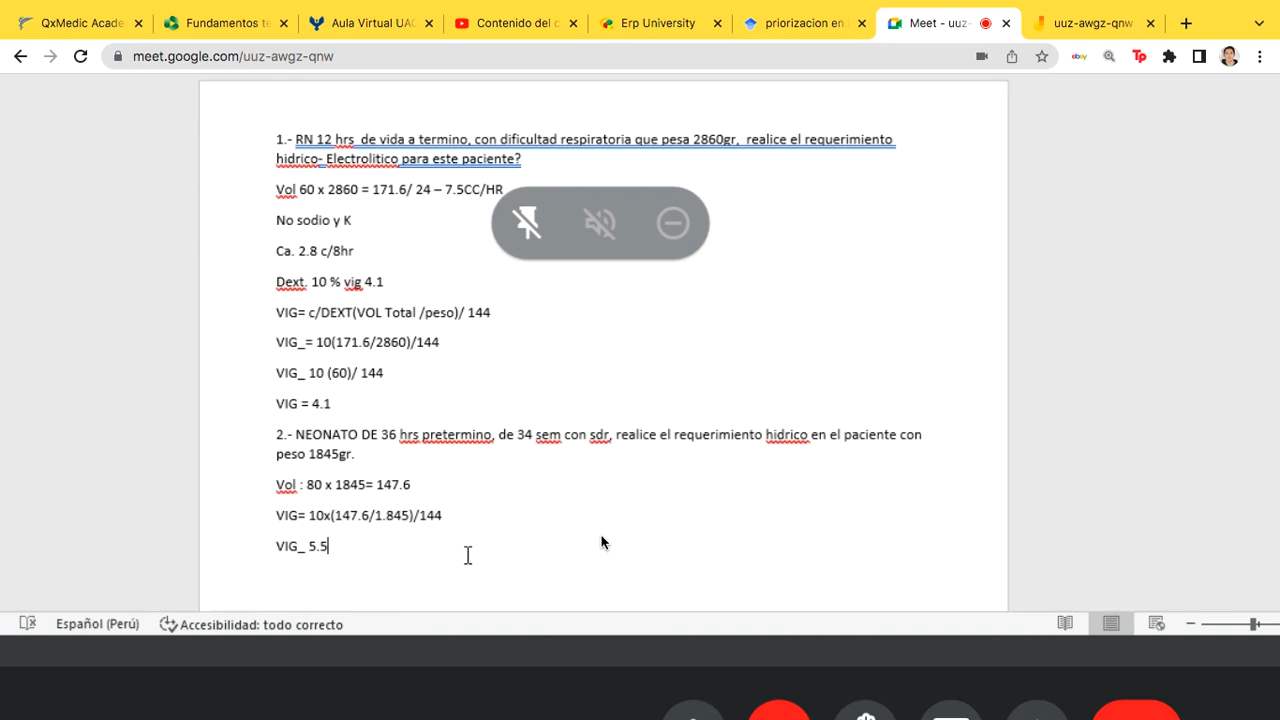 QxMedic Acade
Fundamentos te
Aula Virtual UAC
Contenido del c
Erp University
priorizacion en
Meet - uuz-
uuz-awgz-qnw
meet.google.com/uuz-awgz-qnw
ebay
Tp
1.- RN 12 hrs de vida a termino, con dificultad respiratoria que pesa 2860gr, realice el requerimiento
hidrico- Electrolitico para este paciente?
Vol 60 x 2860 = 171.6/ 24 – 7.5CC/HR
No sodio y K
Ca. 2.8 c/8hr
Dext. 10 % vig 4.1
VIG= c/DEXT(VOL Total /peso)/ 144
VIG_= 10(171.6/2860)/144
VIG_ 10 (60)/ 144
VIG = 4.1
2.- NEONATO DE 36 hrs pretermino, de 34 sem con sdr, realice el requerimiento hidrico en el paciente con
peso 1845gr.
Vol : 80 x 1845= 147.6
VIG= 10x(147.6/1.845)/144
VIG_ 5.5
Español (Perú)
Accesibilidad: todo correcto